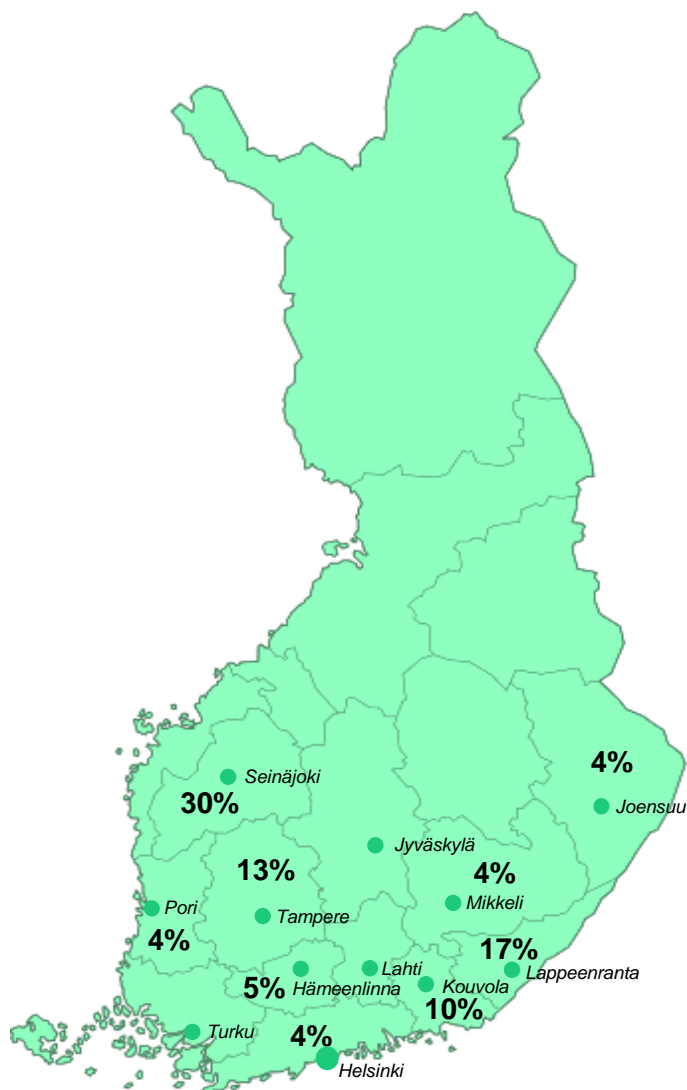 4%
Seinäjoki
30%
Joensuu
Jyväskylä
13%
4%
Mikkeli
Pori
Tampere
4%
17%
Lahti
Lappeenranta
5%
Hämeenlinna
Kouvola
10%
Turku
4%
Helsinki